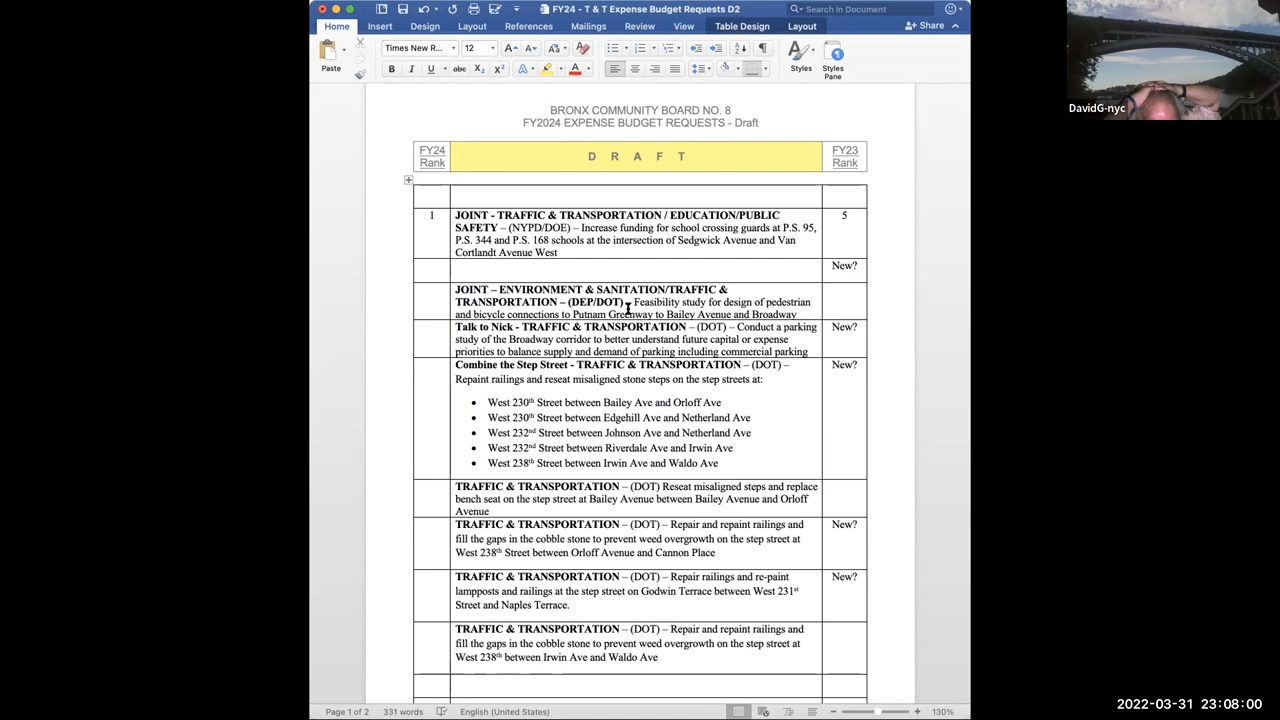 FY24 - T & T Expense Budget Requests D2
Search in Document
Home Insert Design Layout References Mailings Review View Table Design Layout Share
Paste Times New R... 12 Styles Styles Pane
BRONX COMMUNITY BOARD NO. 8
FY2024 EXPENSE BUDGET REQUESTS - Draft
FY24 Rank D R A F T FY23 Rank
1 JOINT - TRAFFIC & TRANSPORTATION / EDUCATION/PUBLIC 5
SAFETY – (NYPD/DOE) – Increase funding for school crossing guards at P.S. 95,
P.S. 344 and P.S. 168 schools at the intersection of Sedgwick Avenue and Van
Cortlandt Avenue West
New?
JOINT – ENVIRONMENT & SANITATION/TRAFFIC &
TRANSPORTATION – (DEP/DOT) – Feasibility study for design of pedestrian
and bicycle connections to Putnam Greenway to Bailey Avenue and Broadway
Talk to Nick - TRAFFIC & TRANSPORTATION – (DOT) – Conduct a parking New?
study of the Broadway corridor to better understand future capital or expense
priorities to balance supply and demand of parking including commercial parking
Combine the Step Street - TRAFFIC & TRANSPORTATION – (DOT) – New?
Repaint railings and reseat misaligned stone steps on the step streets at:
• West 230th Street between Bailey Ave and Orloff Ave
• West 230th Street between Edgehill Ave and Netherland Ave
• West 232nd Street between Johnson Ave and Netherland Ave
• West 232nd Street between Riverdale Ave and Irwin Ave
• West 238th Street between Irwin Ave and Waldo Ave
TRAFFIC & TRANSPORTATION – (DOT) Reseat misaligned steps and replace
bench seat on the step street at Bailey Avenue between Bailey Avenue and Orloff
Avenue
TRAFFIC & TRANSPORTATION – (DOT) – Repair and repaint railings and New?
fill the gaps in the cobble stone to prevent weed overgrowth on the step street at
West 238th Street between Orloff Avenue and Cannon Place
TRAFFIC & TRANSPORTATION – (DOT) – Repair railings and re-paint New?
lampposts and railings at the step street on Godwin Terrace between West 231st
Street and Naples Terrace.
TRAFFIC & TRANSPORTATION – (DOT) – Repair and repaint railings and
fill the gaps in the cobble stone to prevent weed overgrowth on the step street at
West 238th between Irwin Ave and Waldo Ave
Page 1 of 2 331 words English (United States) 130%
DavidG-nyc
2022-03-31 23:08:00